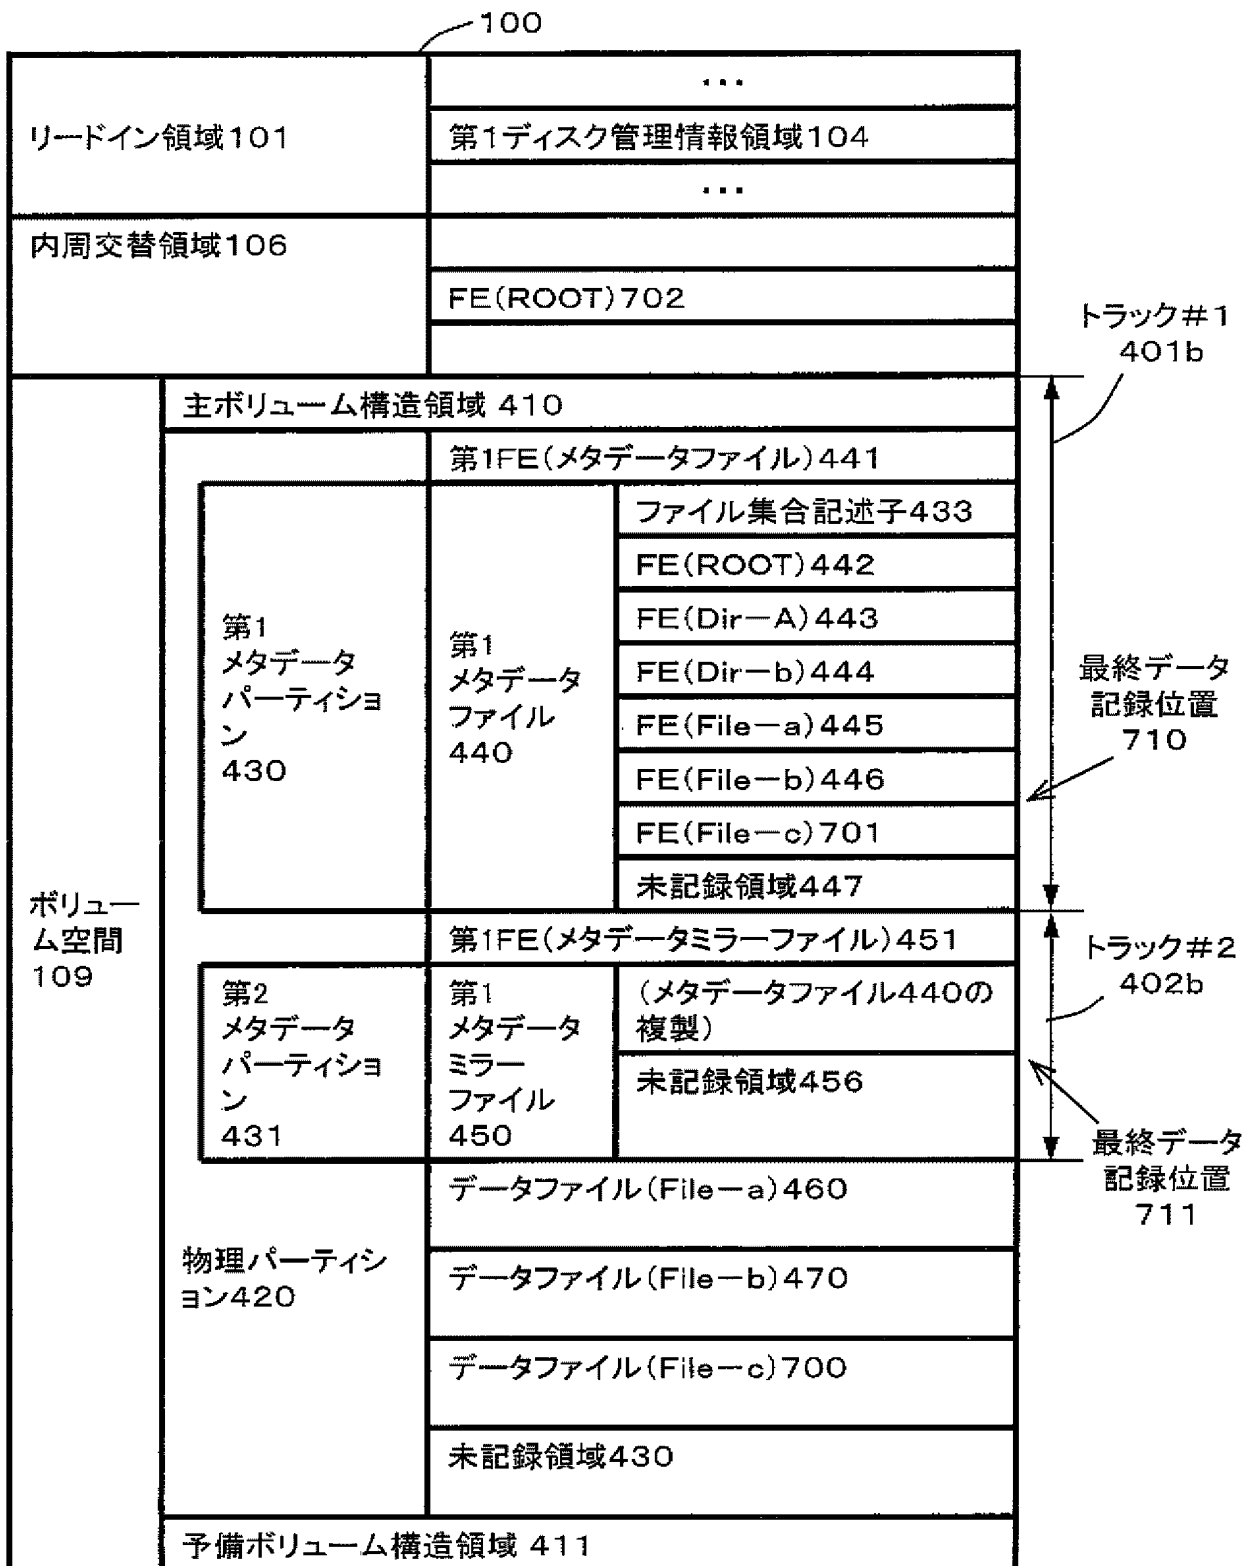 100
・・・
リードイン領域101
第1ディスク管理情報領域104
・・・
内周交替領域106
FE(ROOT)702
トラック#1
401b
主ボリューム構造領域 410
第1FE(メタデータファイル)441
ファイル集合記述子433
FE(ROOT)442
FE(Dir－A)443
FE(Dir－b)444
FE(File－a)445
FE(File－b)446
FE(File－c)701
未記録領域447
第1
メタデータ
パーティショ
ン
430
第1
メタデータ
ファイル
440
最終データ
記録位置
710
ボリュー
ム空間
109
第1FE(メタデータミラーファイル)451
トラック#2
402b
第2
メタデータ
パーティショ
ン
431
第1
メタデータ
ミラー
ファイル
450
(メタデータファイル440の
複製)
未記録領域456
最終データ
記録位置
711
物理パーティシ
ョン420
データファイル(File－a)460
データファイル(File－b)470
データファイル(File－c)700
未記録領域430
予備ボリューム構造領域 411